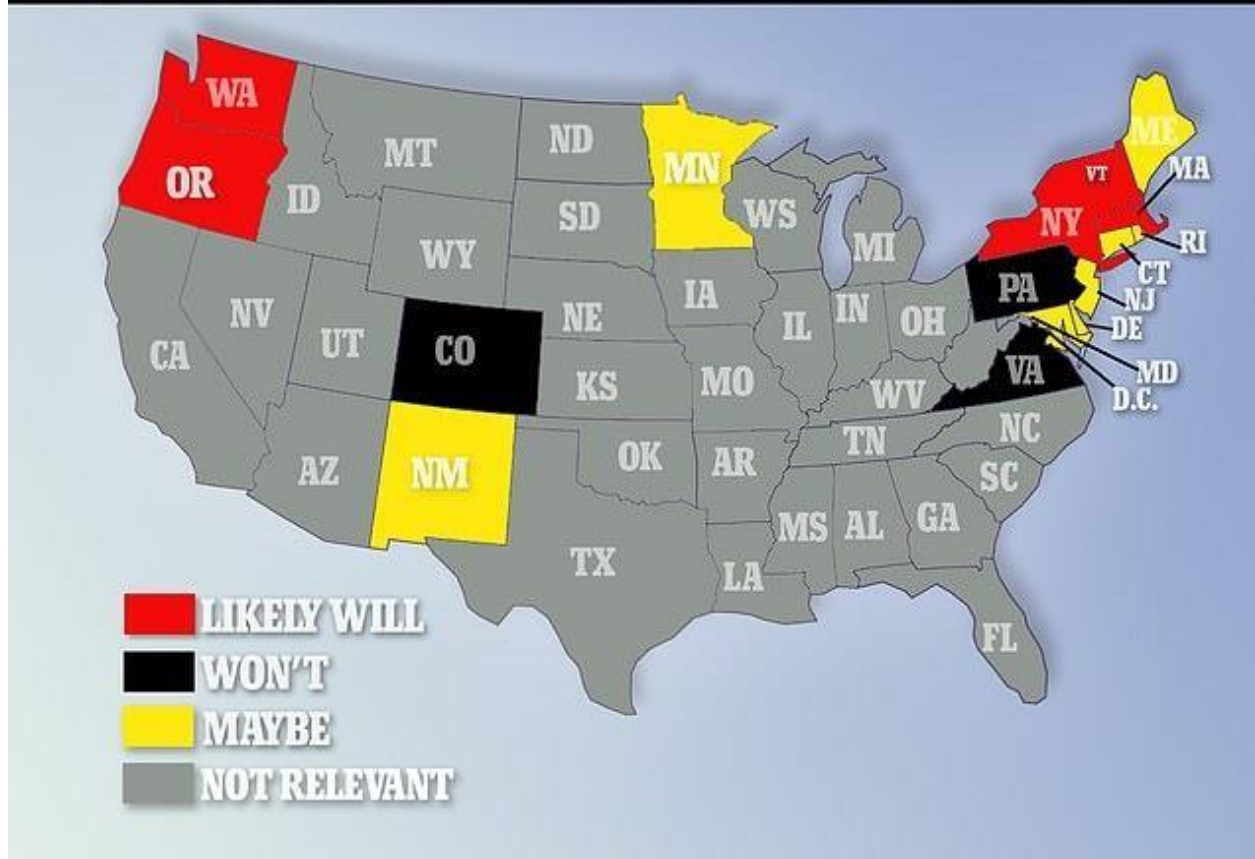 WA
MT
ND
MN
ME
OR
ID
VT
MA
SD
WS
NY
WY
MI
RI
CT
IA
PA
NJ
NV
NE
IL
IN
OH
DE
UT
CO
CA
KS
MO
WV
VA
MD
D.C.
NC
TN
AZ
NM
OK
AR
SC
MS
AL
GA
TX
LA
FL
LIKELY WILL
WON'T
MAYBE
NOT RELEVANT